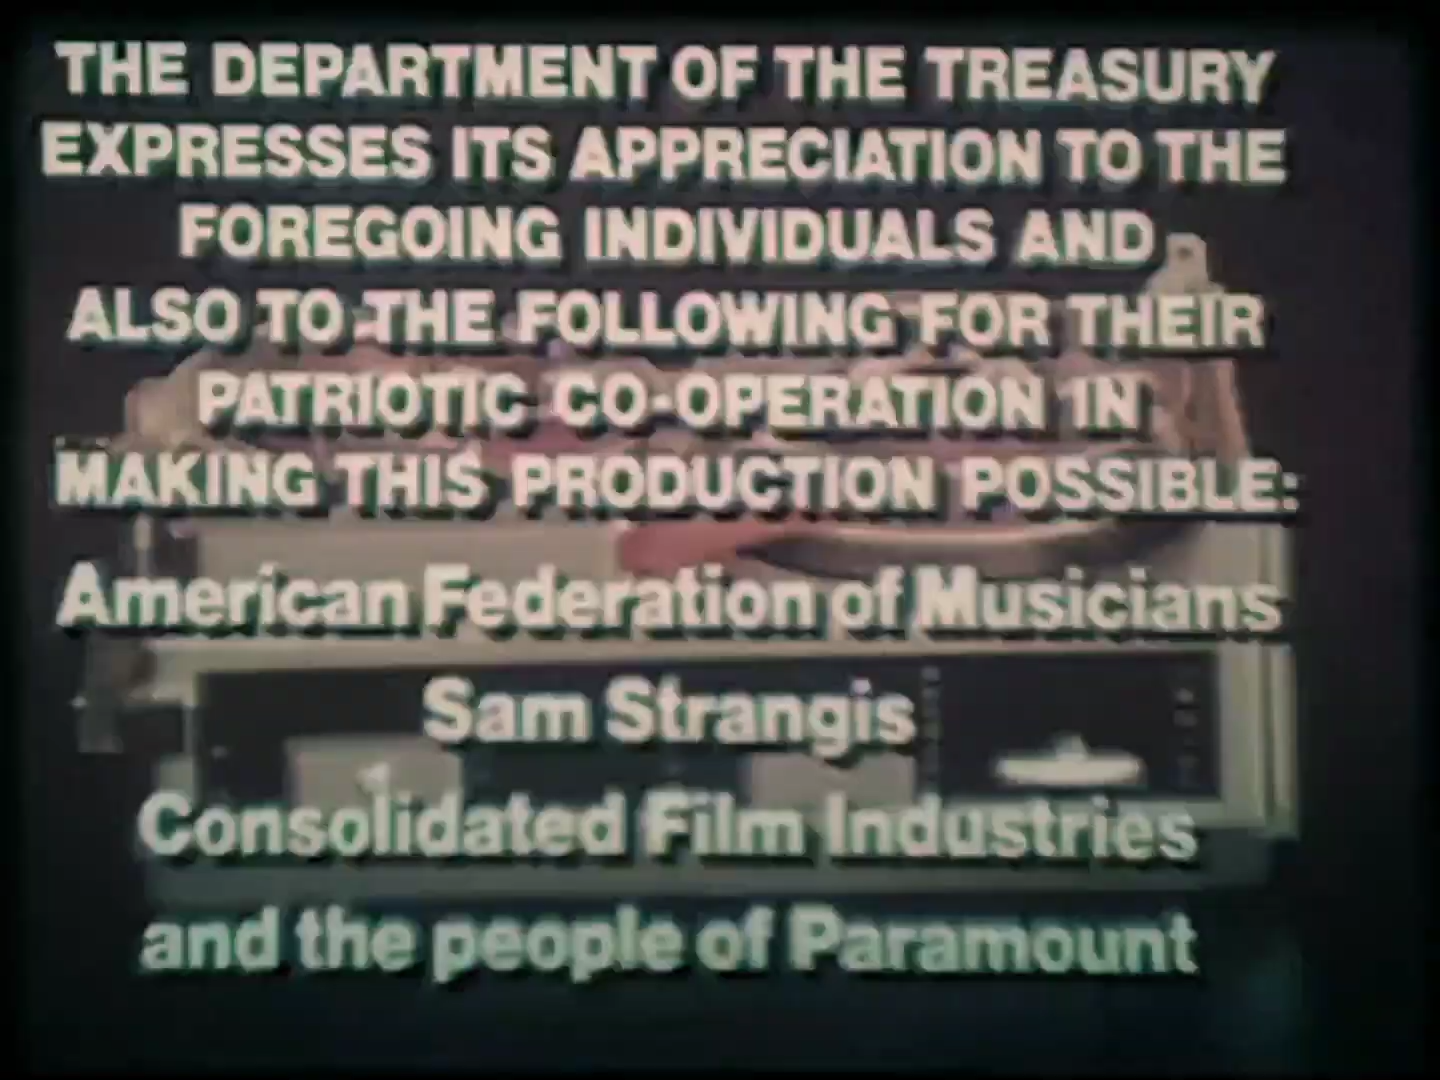 THE DEPARTMENT OF THE TREASURY
EXPRESSES ITS APPRECIATION TO THE
FOREGOING INDIVIDUALS AND
ALSO TO THE FOLLOWING FOR THEIR
PATRIOTIC CO-OPERATION IN
MAKING THIS PRODUCTION POSSIBLE:
American Federation of Musicians
Sam Strangis
Consolidated Film Industries
and the people of Paramount